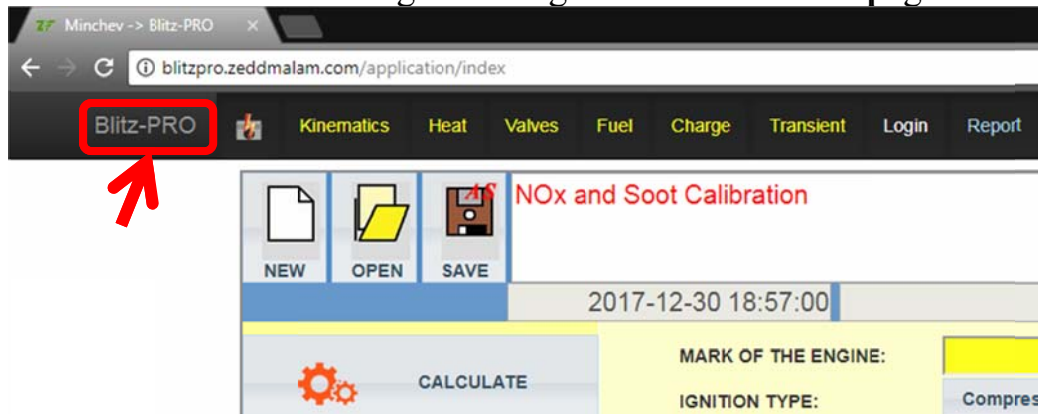 Minchev -> Blitz-PRO
blitzpro.zeddmalam.com/application/index
Blitz-PRO Kinematics Heat Valves Fuel Charge Transient Login Report
AS NOx and Soot Calibration
NEW OPEN SAVE
2017-12-30 18:57:00
MARK OF THE ENGINE:
CALCULATE
IGNITION TYPE: Compres